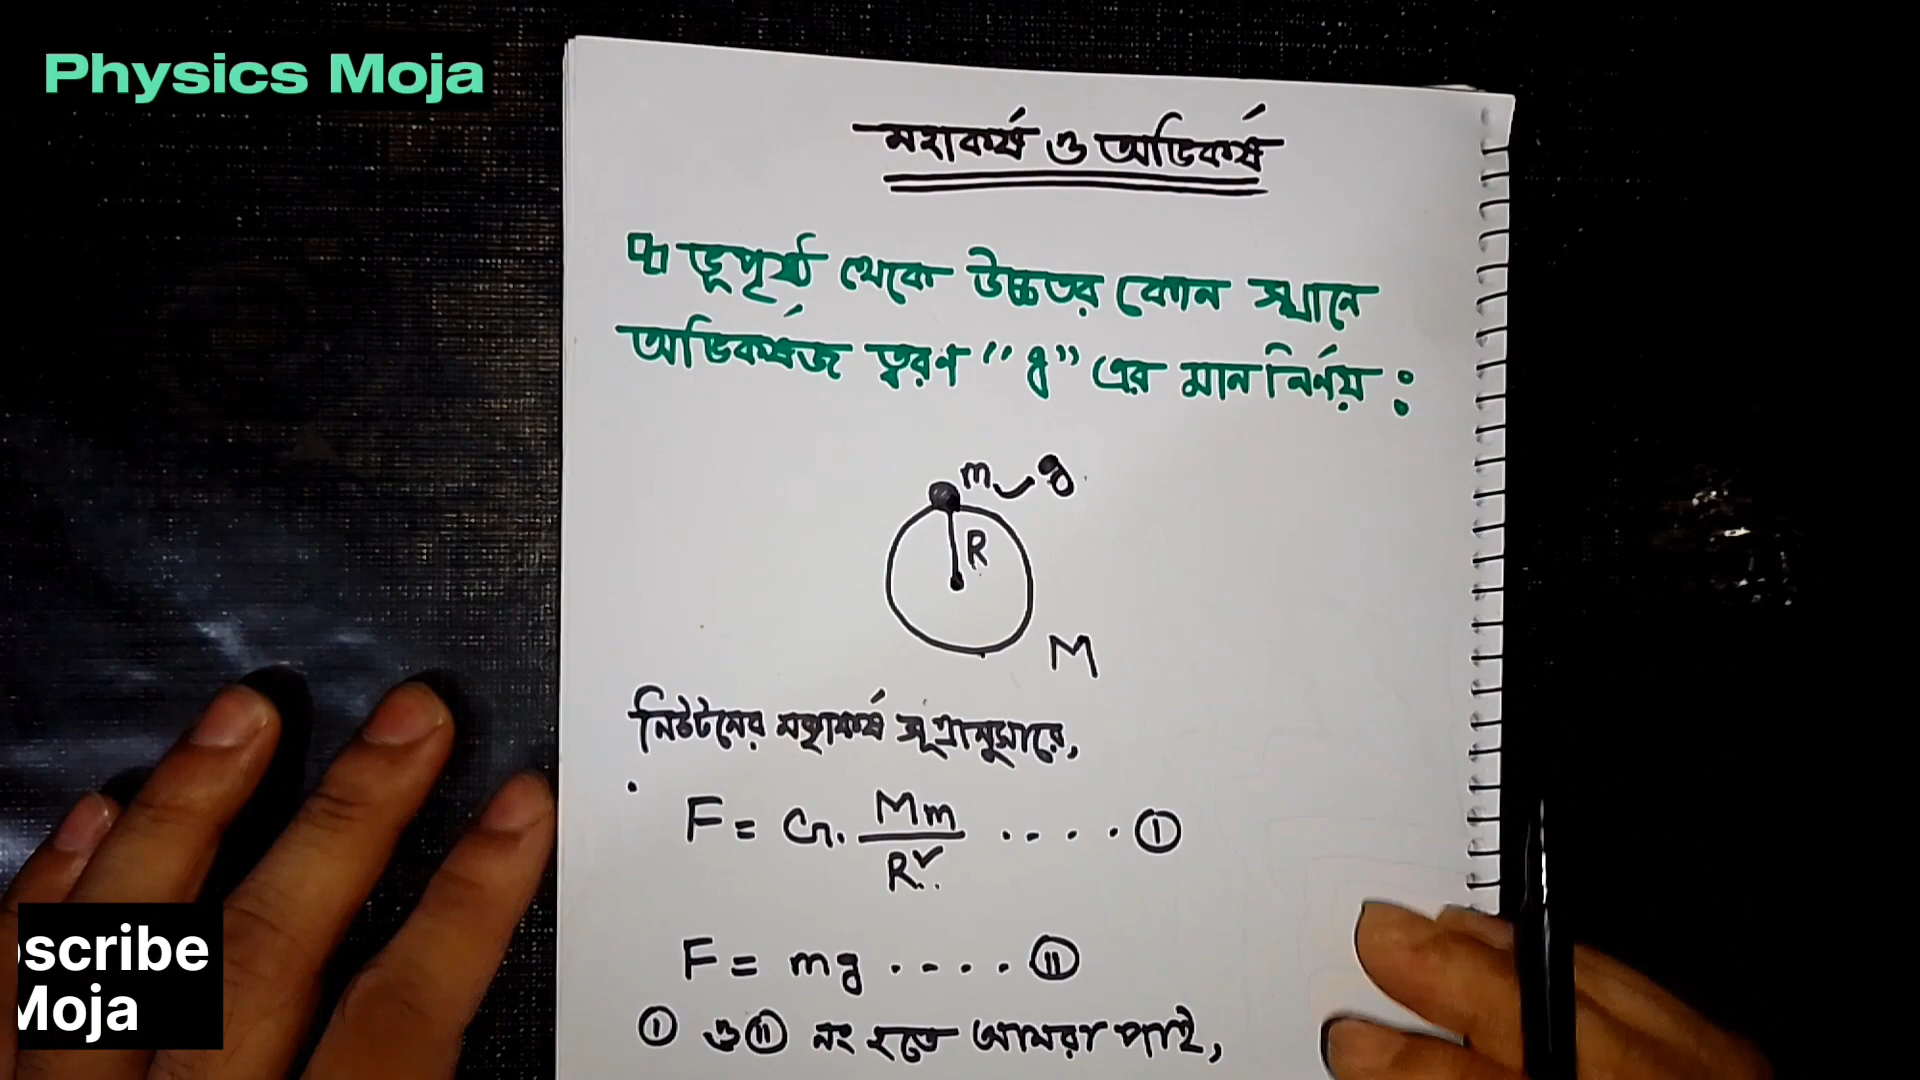 Physics Moja
মহাকর্ষ ও অভিকর্ষ
ভূপৃষ্ঠ থেকে উচ্চতর কোন স্থানে
অভিকর্ষজ ত্বরণ "g" এর মান নির্ণয় :
m g
R
M
নিউটনের মহাকর্ষ সূত্রানুসারে,
F = G. Mm/R² .... (i)
F = mg .... (ii)
(i) ও (ii) নং হতে আমরা পাই,
scribe
Moja